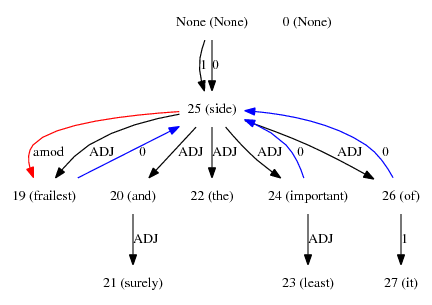 None (None) 0 (None)
1 0
25 (side)
amod ADJ 0 ADJ ADJ ADJ 0 ADJ 0
19 (frailest) 20 (and) 22 (the) 24 (important) 26 (of)
ADJ ADJ 1
21 (surely) 23 (least) 27 (it)